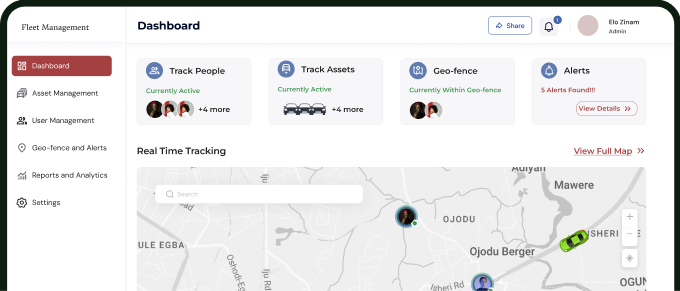 Fleet Management
Dashboard
Share
1
Elo Zinam
Admin
Dashboard
Asset Management
User Management
Geo-fence and Alerts
Reports and Analytics
Settings
Track People
Currently Active
+4 more
Track Assets
Currently Active
+4 more
Geo-fence
Currently Within Geo-fence
Alerts
5 Alerts Found!!!
View Details
Real Time Tracking
View Full Map
Search
Adiyan
Mawere
Iju Rd
OJODU
ISHERI
ULE EGBA
Ojodu Berger
Oshodi-Eg
Iju Rd
Isheri Rd
OGUN